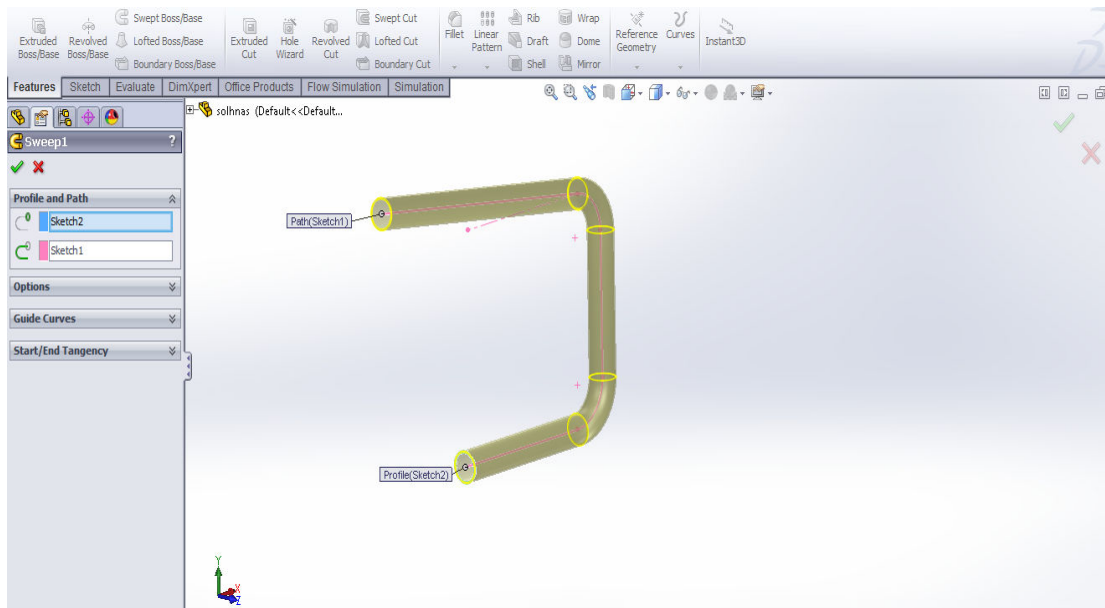 Extruded Boss/Base
Revolved Boss/Base
Swept Boss/Base
Lofted Boss/Base
Boundary Boss/Base
Extruded Cut
Hole Wizard
Revolved Cut
Swept Cut
Lofted Cut
Boundary Cut
Fillet
Linear Pattern
Rib
Draft
Shell
Wrap
Dome
Mirror
Reference Geometry
Curves
Instant3D
Features
Sketch
Evaluate
DimXpert
Office Products
Flow Simulation
Simulation
solhnas (Default<<Default...
Sweep1
?
Profile and Path
Sketch2
Sketch1
Options
Guide Curves
Start/End Tangency
Path(Sketch1)
Profile(Sketch2)
Y
X
Z